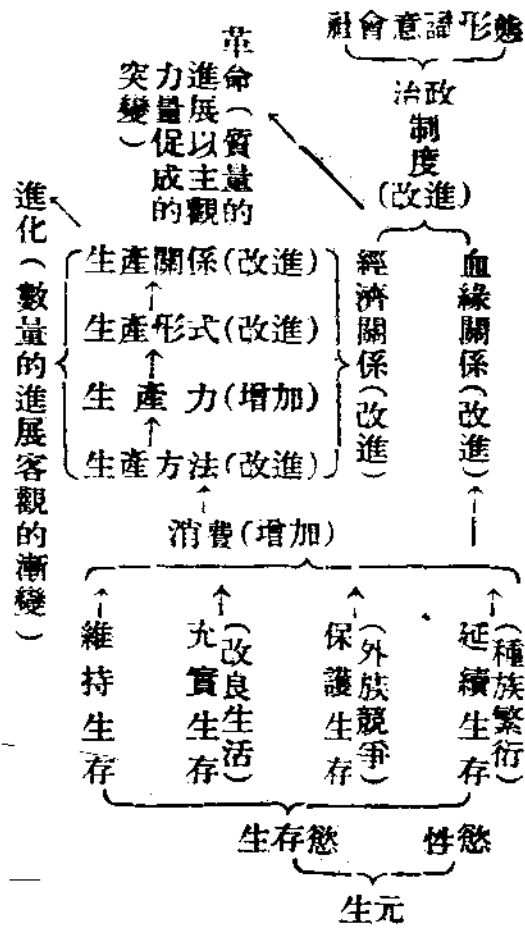 社會意識形態
治政
制度
(改進)
血緣關係(改進)
經濟關係(改進)
革命(質量的
進展以主觀
力量促成的
突變)
生產關係(改進)
生產形式(改進)
生產力(增加)
生產方法(改進)
進化(數量的進展客觀的漸變)
消費(增加)
(種族繁衍)
延續生存
(外族競爭)
保護生存
(改良生活)
充實生存
維持生存
生存慾
性慾
生元